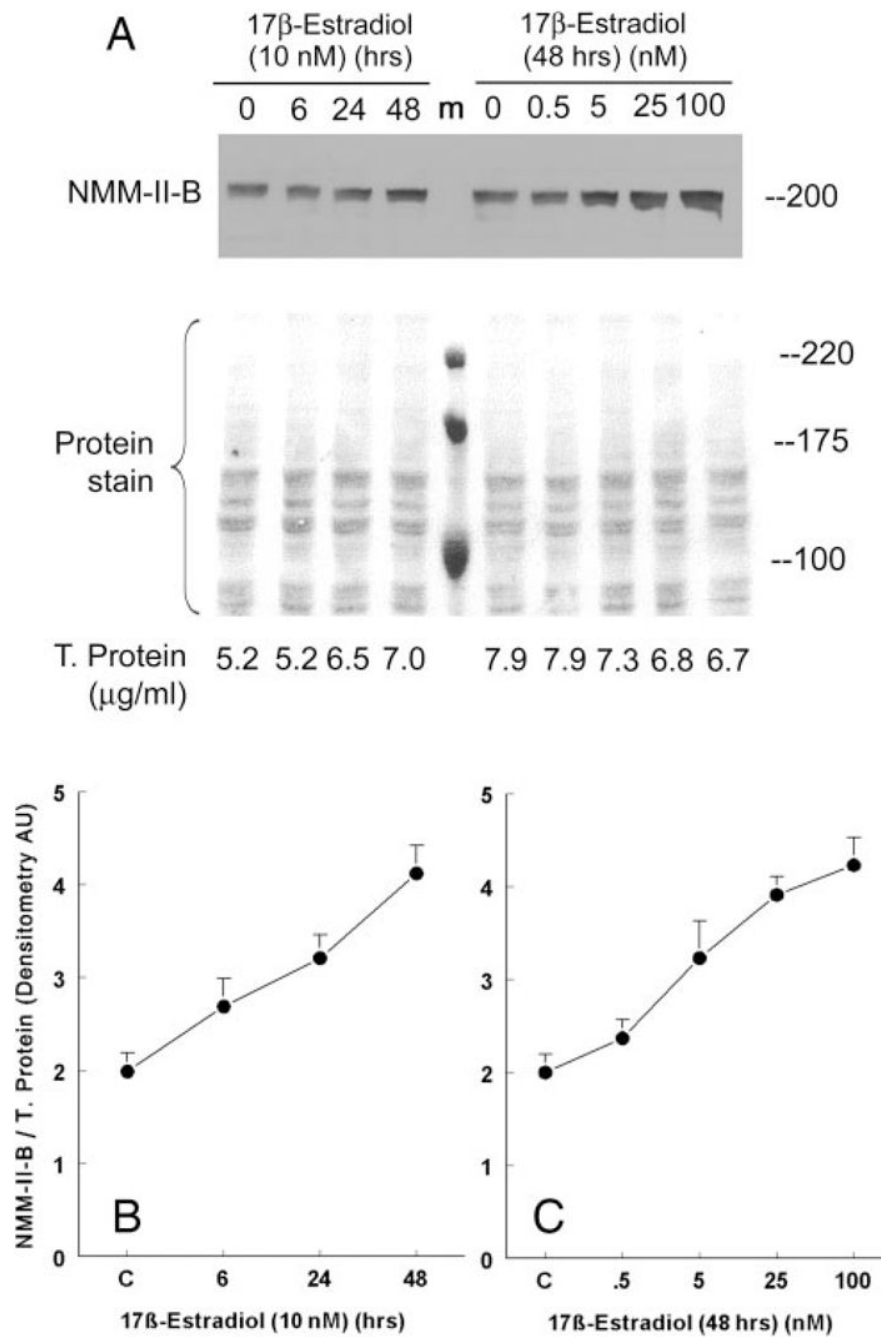 A
17β-Estradiol
(10 nM) (hrs)
17β-Estradiol
(48 hrs) (nM)
0 6 24 48 m 0 0.5 5 25 100
NMM-II-B
--200
--220
--175
Protein
stain
--100
T. Protein
(μg/ml)
5.2 5.2 6.5 7.0 7.9 7.9 7.3 6.8 6.7
NMM-II-B / T. Protein (Densitometry AU)
5
4
3
2
1
0
B
C 6 24 48
17ß-Estradiol (10 nM) (hrs)
5
4
3
2
1
0
C
C .5 5 25 100
17ß-Estradiol (48 hrs) (nM)